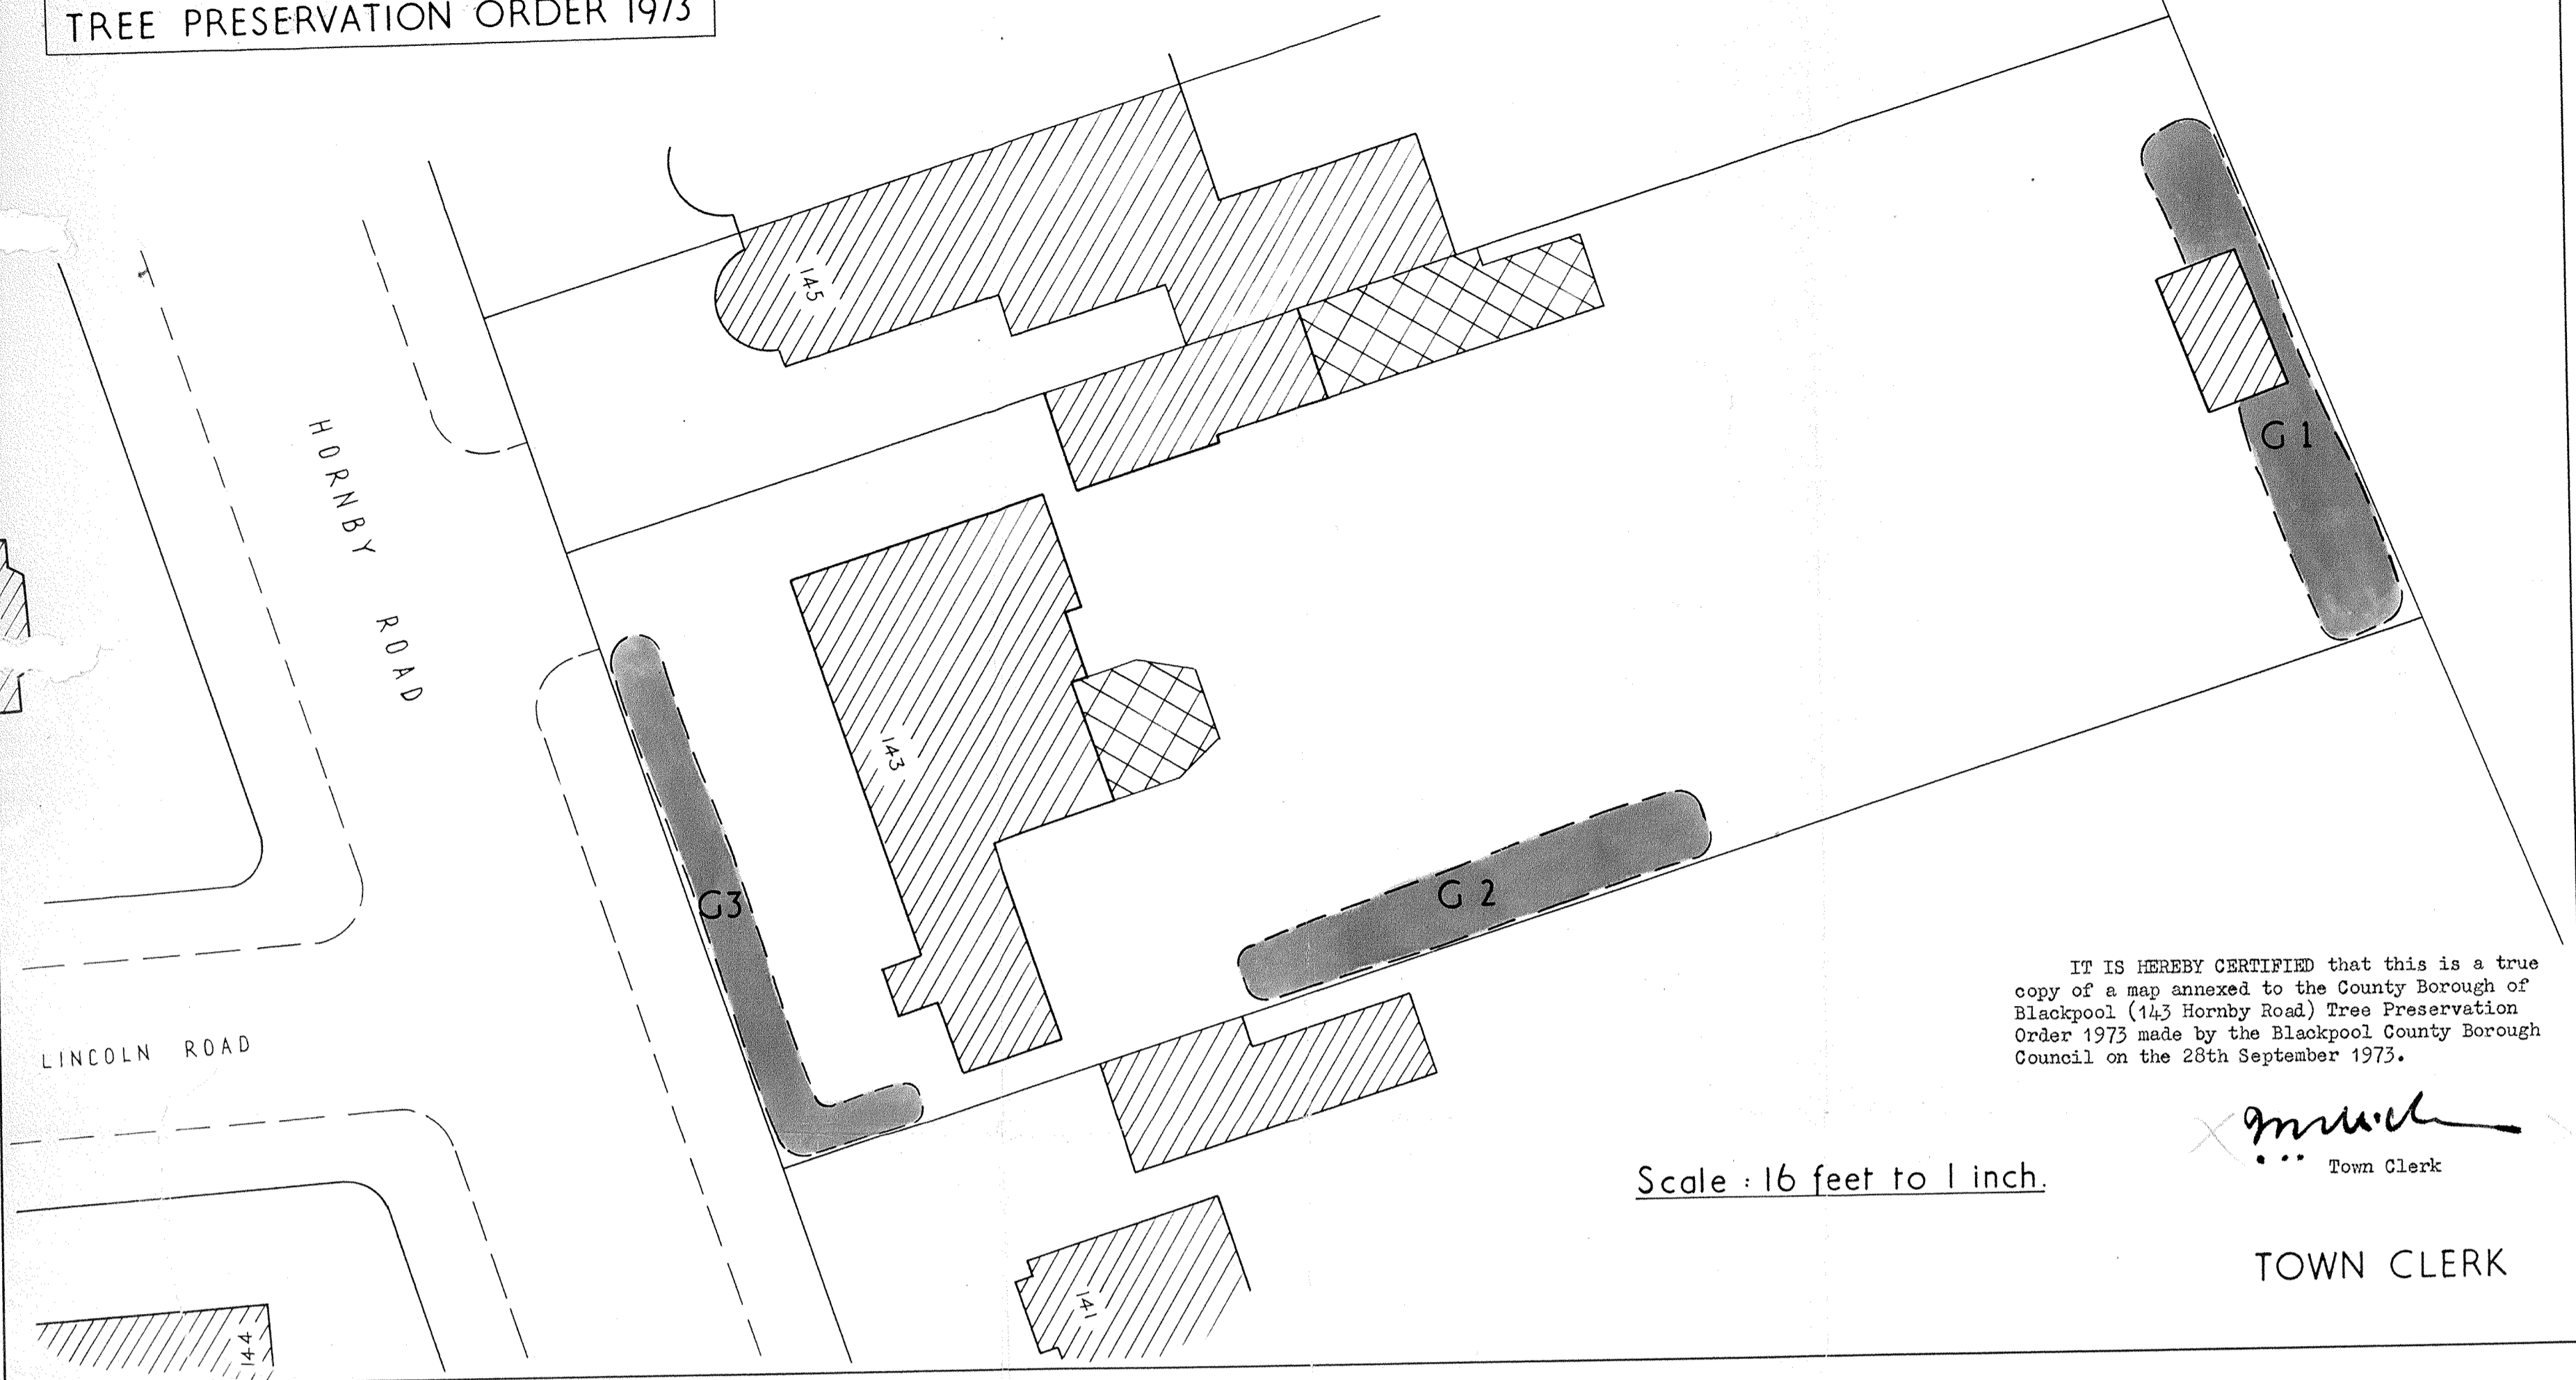 TREE PRESERVATION ORDER 1973
145
HORNBY ROAD
G 1
143
G3
G 2
LINCOLN ROAD
IT IS HEREBY CERTIFIED that this is a true
copy of a map annexed to the County Borough of
Blackpool (143 Hornby Road) Tree Preservation
Order 1973 made by the Blackpool County Borough
Council on the 28th September 1973.
Town Clerk
Scale : 16 feet to 1 inch.
TOWN CLERK
141
144